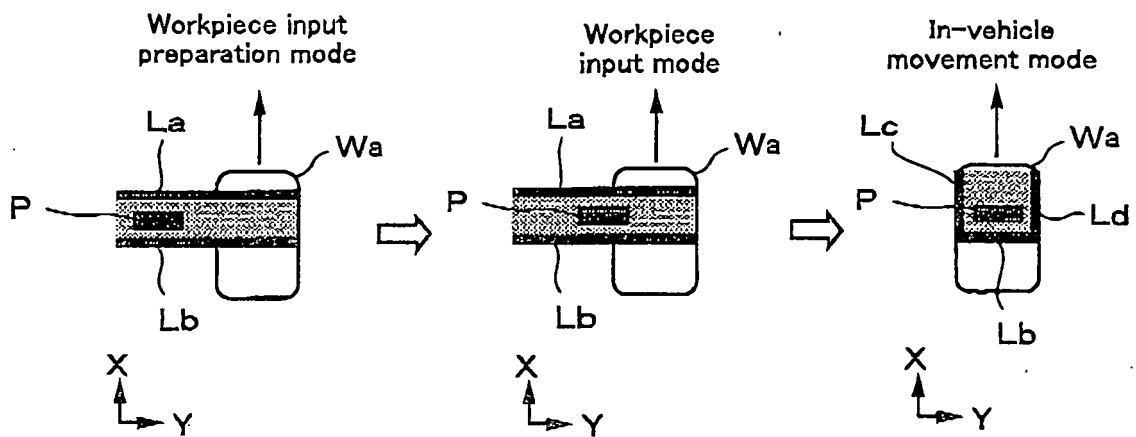 Workpiece input
preparation mode
La
Wa
P
Lb
X
Y
Workpiece
input mode
La
Wa
P
Lb
X
Y
In-vehicle
movement mode
Lc
Wa
P
Ld
Lb
X
Y